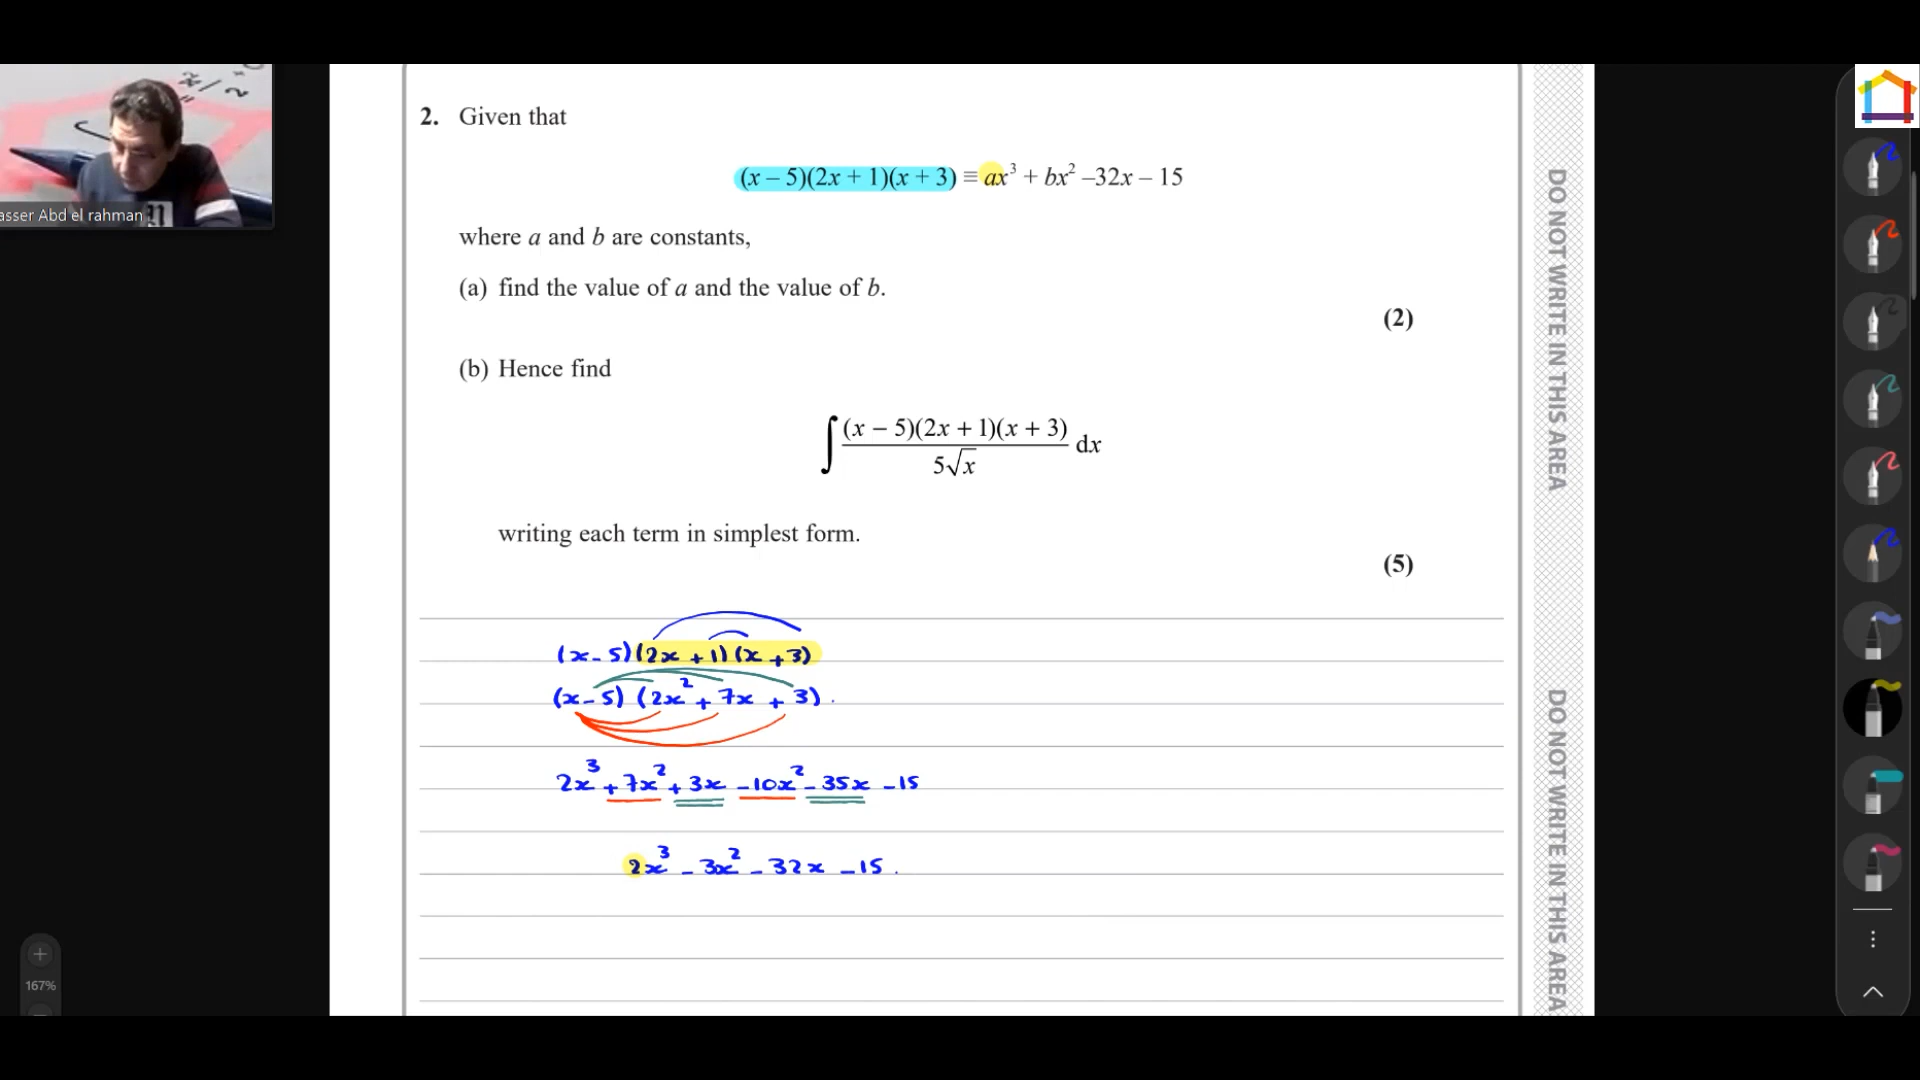 2. Given that
(x – 5)(2x + 1)(x + 3) ≡ ax³ + bx² –32x – 15
where a and b are constants,
(a) find the value of a and the value of b.
(2)
(b) Hence find
∫ (x – 5)(2x + 1)(x + 3) / 5√x dx
writing each term in simplest form.
(5)
(x - 5)(2x + 1)(x + 3)
(x - 5) (2x² + 7x + 3).
2x³ + 7x² + 3x - 10x² - 35x - 15
2x³ - 3x² - 32x - 15.
DO NOT WRITE IN THIS AREA
DO NOT WRITE IN THIS AREA
asser Abd el rahman
167%